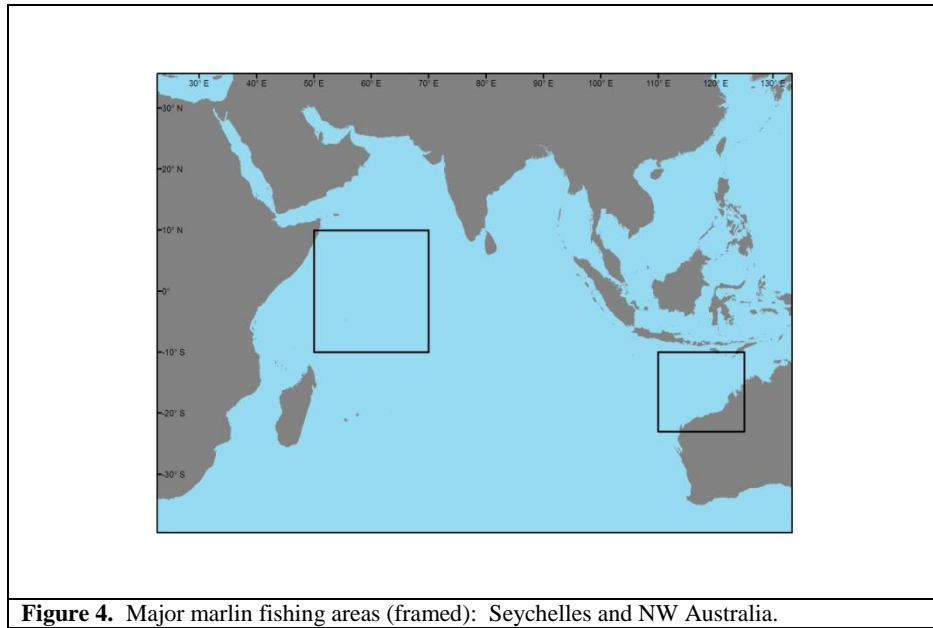 30° E 40° E 50° E 60° E 70° E 80° E 90° E 100° E 110° E 120° E 130° E
30° N
20° N
10° N
0°
10° S
20° S
30° S
Figure 4. Major marlin fishing areas (framed): Seychelles and NW Australia.